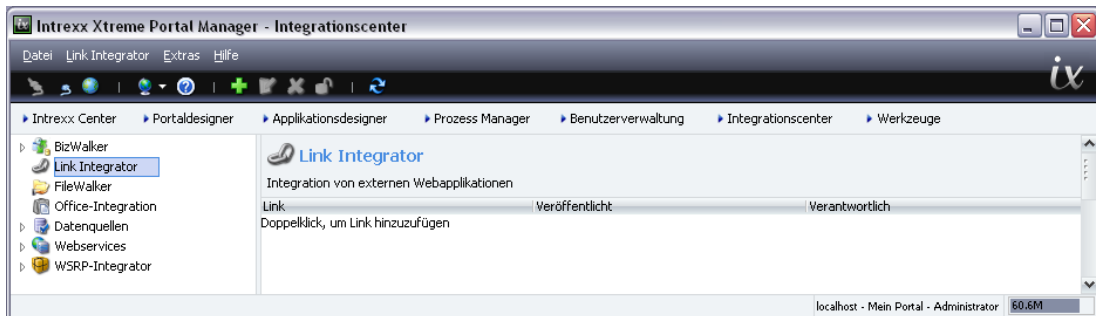 ix Intrexx Xtreme Portal Manager - Integrationscenter
Datei Link Integrator Extras Hilfe
ix
Intrexx Center Portaldesigner Applikationsdesigner Prozess Manager Benutzerverwaltung Integrationscenter Werkzeuge
BizWalker
Link Integrator
FileWalker
Office-Integration
Datenquellen
Webservices
WSRP-Integrator
Link Integrator
Integration von externen Webapplikationen
Link Veröffentlicht Verantwortlich
Doppelklick, um Link hinzuzufügen
localhost - Mein Portal - Administrator 60.6M